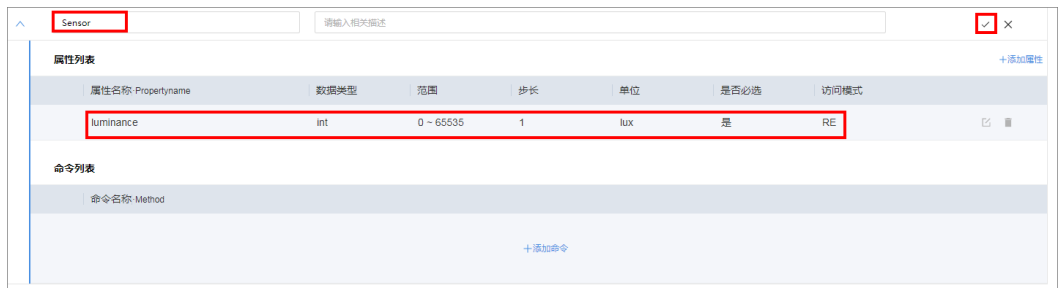 Sensor 请输入相关描述
属性列表 +添加属性
属性名称·Propertyname 数据类型 范围 步长 单位 是否必选 访问模式
luminance int 0 ~ 65535 1 lux 是 RE
命令列表
命令名称·Method
+添加命令